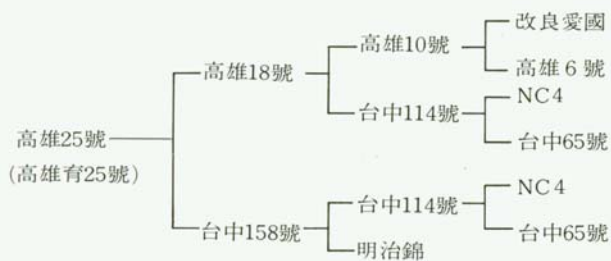 改良愛國
高雄10號
高雄18號
高雄6號
NC4
台中114號
台中65號
高雄25號
(高雄育25號)
NC4
台中114號
台中65號
台中158號
明治錦